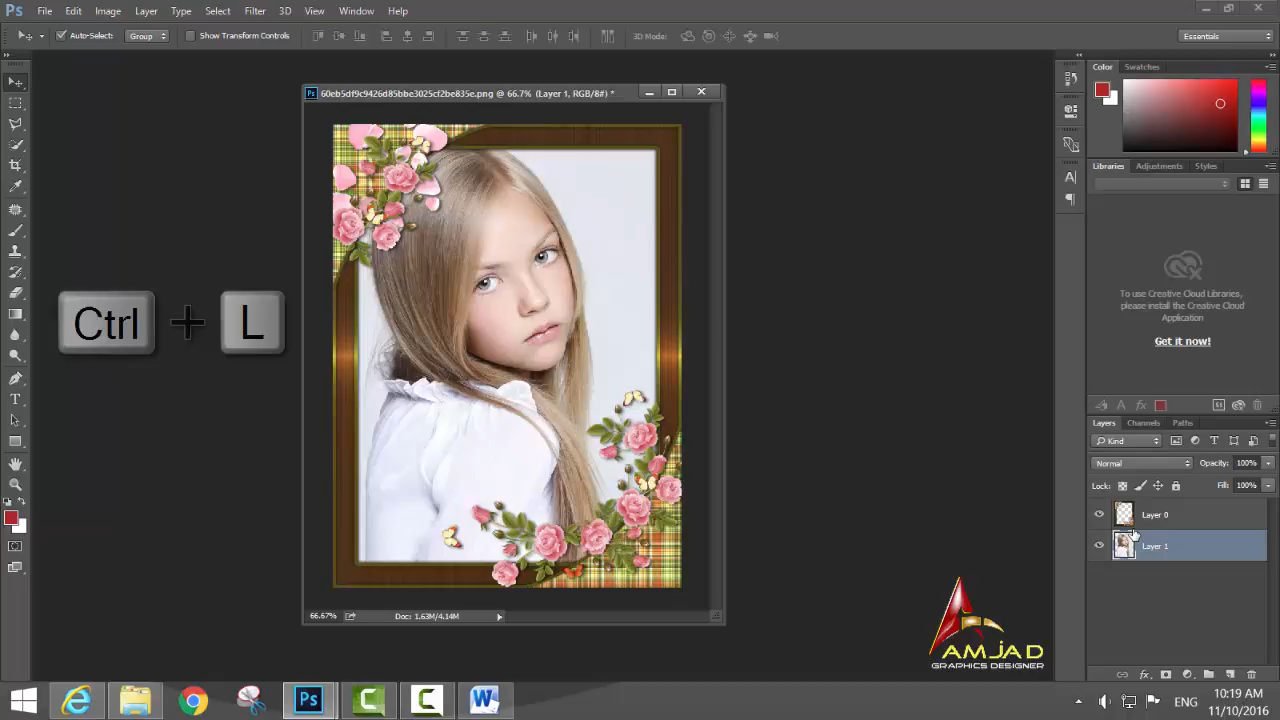 Ps File Edit Image Layer Type Select Filter 3D View Window Help
Auto-Select: Group Show Transform Controls 3D Mode: Essentials
Color Swatches
Ps 60eb5df9c9426d85bbe3025cf2be835e.png @ 66.7% (Layer 1, RGB/8#) *
Libraries Adjustments Styles
To use Creative Cloud Libraries,
please install the Creative Cloud
Application
Get it now!
Ctrl + L
Layers Channels Paths
Kind
Normal Opacity: 100%
Lock: Fill: 100%
Layer 0
Layer 1
66.67% Doc: 1.63M/4.14M
AMJAD
GRAPHICS DESIGNER
Ps ENG 10:19 AM
11/10/2016